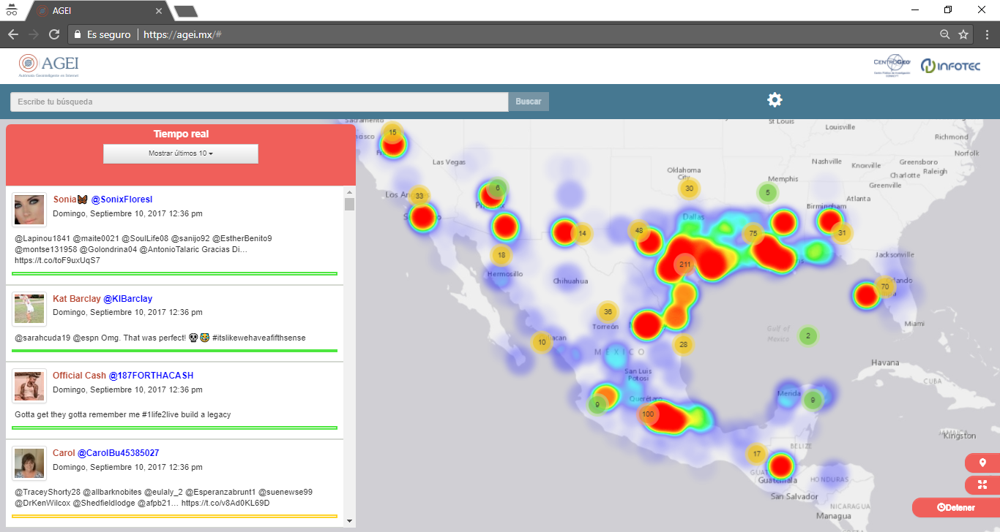 AGEI
Es seguro
https://agei.mx/#
AGEI
Autómata Geointeligente en Internet
CENTROGEO
INFOTEC
Escribe tu búsqueda
Buscar
Tiempo real
Mostrar últimos 10
Sonia @SonixFloresI
Domingo, Septiembre 10, 2017 12:36 pm
@Lapinou1841 @maite0021 @SoulLife08 @sanijo92 @EstherBenito9
@montse131958 @Golondrina04 @AntonioTalaric Gracias Di…
https://t.co/toF9uxUqS7
Kat Barclay @KlBarclay
Domingo, Septiembre 10, 2017 12:36 pm
@sarahcuda19 @espn Omg. That was perfect! 💀🤣 #itslikewehaveafifthsense
Official Cash @187FORTHACASH
Domingo, Septiembre 10, 2017 12:36 pm
Gotta get they gotta remember me #1life2live build a legacy
Carol @CarolBu45385027
Domingo, Septiembre 10, 2017 12:36 pm
@TraceyShorty28 @allbarknobites @eulaly_2 @Esperanzabrunt1 @suenewse99
@DrKenWilcox @Shedfieldlodge @afpb21… https://t.co/v8Ad0KL69D
Sacramento
St Louis
Louisville
Richmond
Norfolk
15
Las Vegas
Nashville
Knoxville
Greensboro
Raleigh
Charlotte
Greenville
Oklahoma
City
Memphis
6
30
5
33
Atlanta
Birmingham
Dallas
14
48
75
31
18
Jacksonville
211
Hermosillo
Chihuahua
70
36
Torreón
Miami
Gulf of
Mexico
2
10
28
MEXICO
Havana
San Luis
Potosi
CUBA
Merida
9
9
Querétaro
100
Kingston
BELIZE
17
Guatemala
HONDURAS
San Salvador
NICARAGUA
Managua
Detener